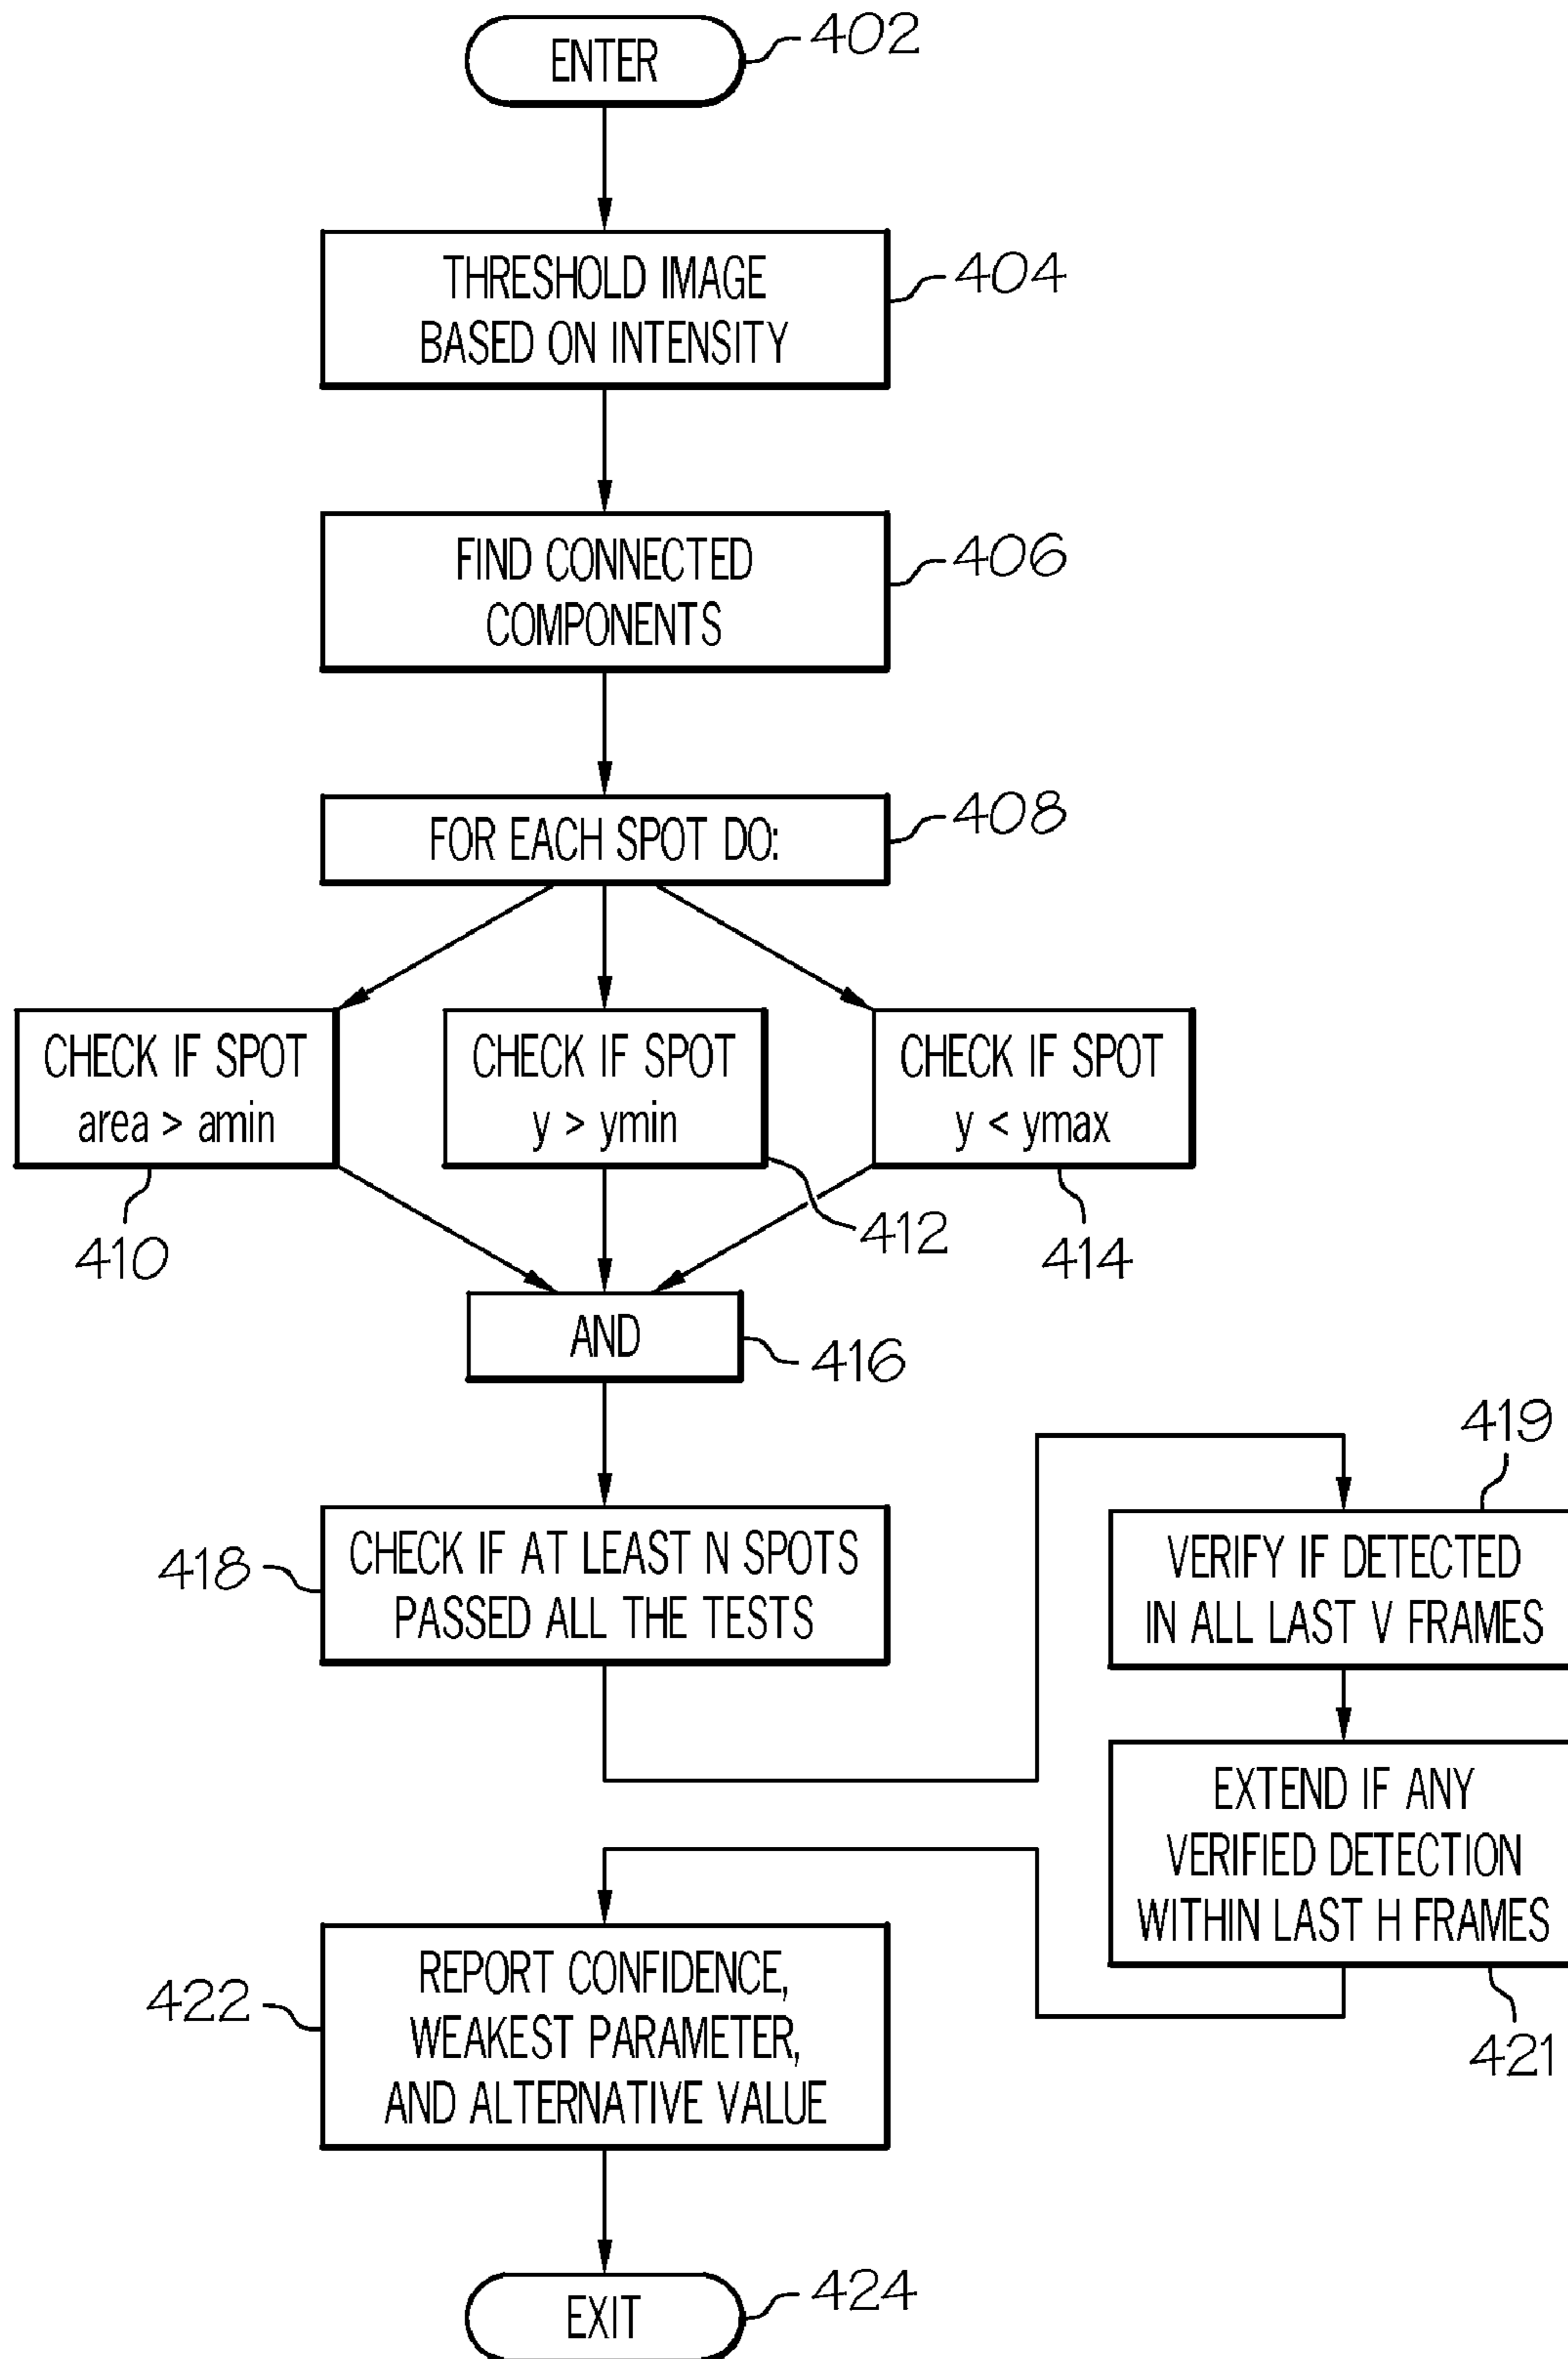 ENTER
402
THRESHOLD IMAGE
BASED ON INTENSITY
404
FIND CONNECTED
COMPONENTS
406
FOR EACH SPOT DO:
408
CHECK IF SPOT
area > amin
410
CHECK IF SPOT
y > ymin
412
CHECK IF SPOT
y < ymax
414
AND
416
CHECK IF AT LEAST N SPOTS
PASSED ALL THE TESTS
418
419
VERIFY IF DETECTED
IN ALL LAST V FRAMES
EXTEND IF ANY
VERIFIED DETECTION
WITHIN LAST H FRAMES
421
REPORT CONFIDENCE,
WEAKEST PARAMETER,
AND ALTERNATIVE VALUE
422
EXIT
424